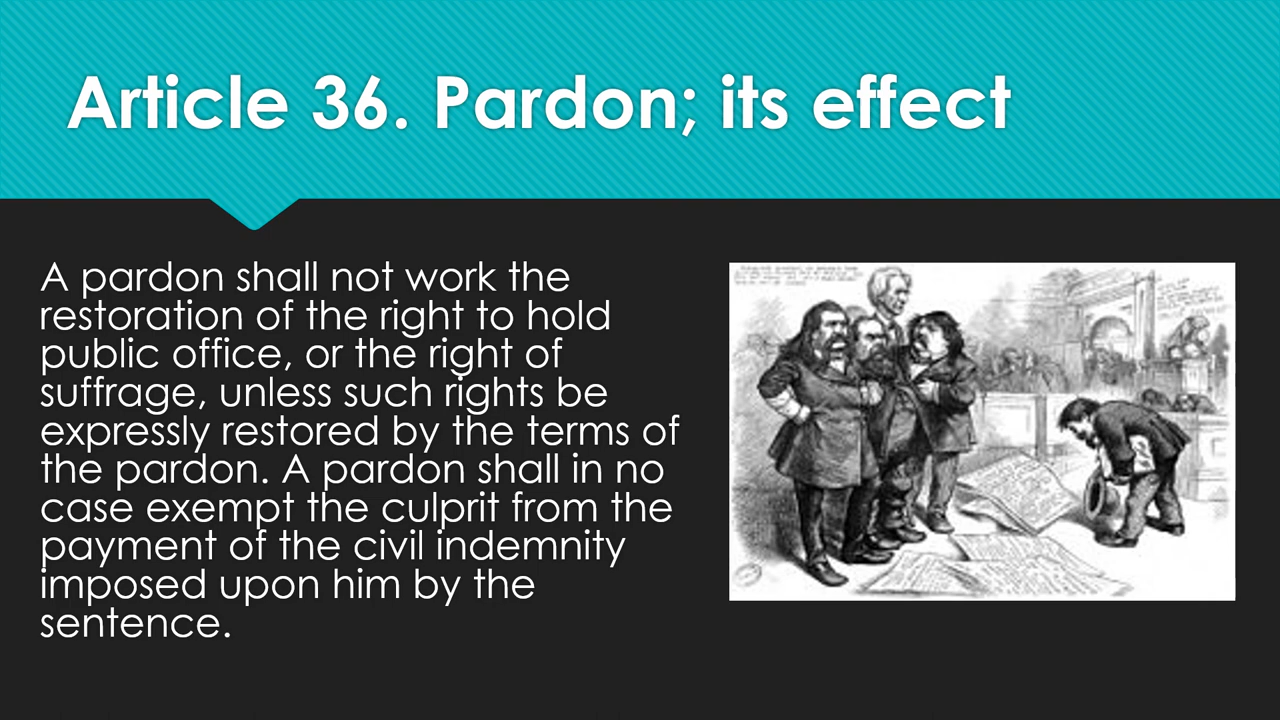 Article 36. Pardon; its effect
A pardon shall not work the
restoration of the right to hold
public office, or the right of
suffrage, unless such rights be
expressly restored by the terms of
the pardon. A pardon shall in no
case exempt the culprit from the
payment of the civil indemnity
imposed upon him by the
sentence.